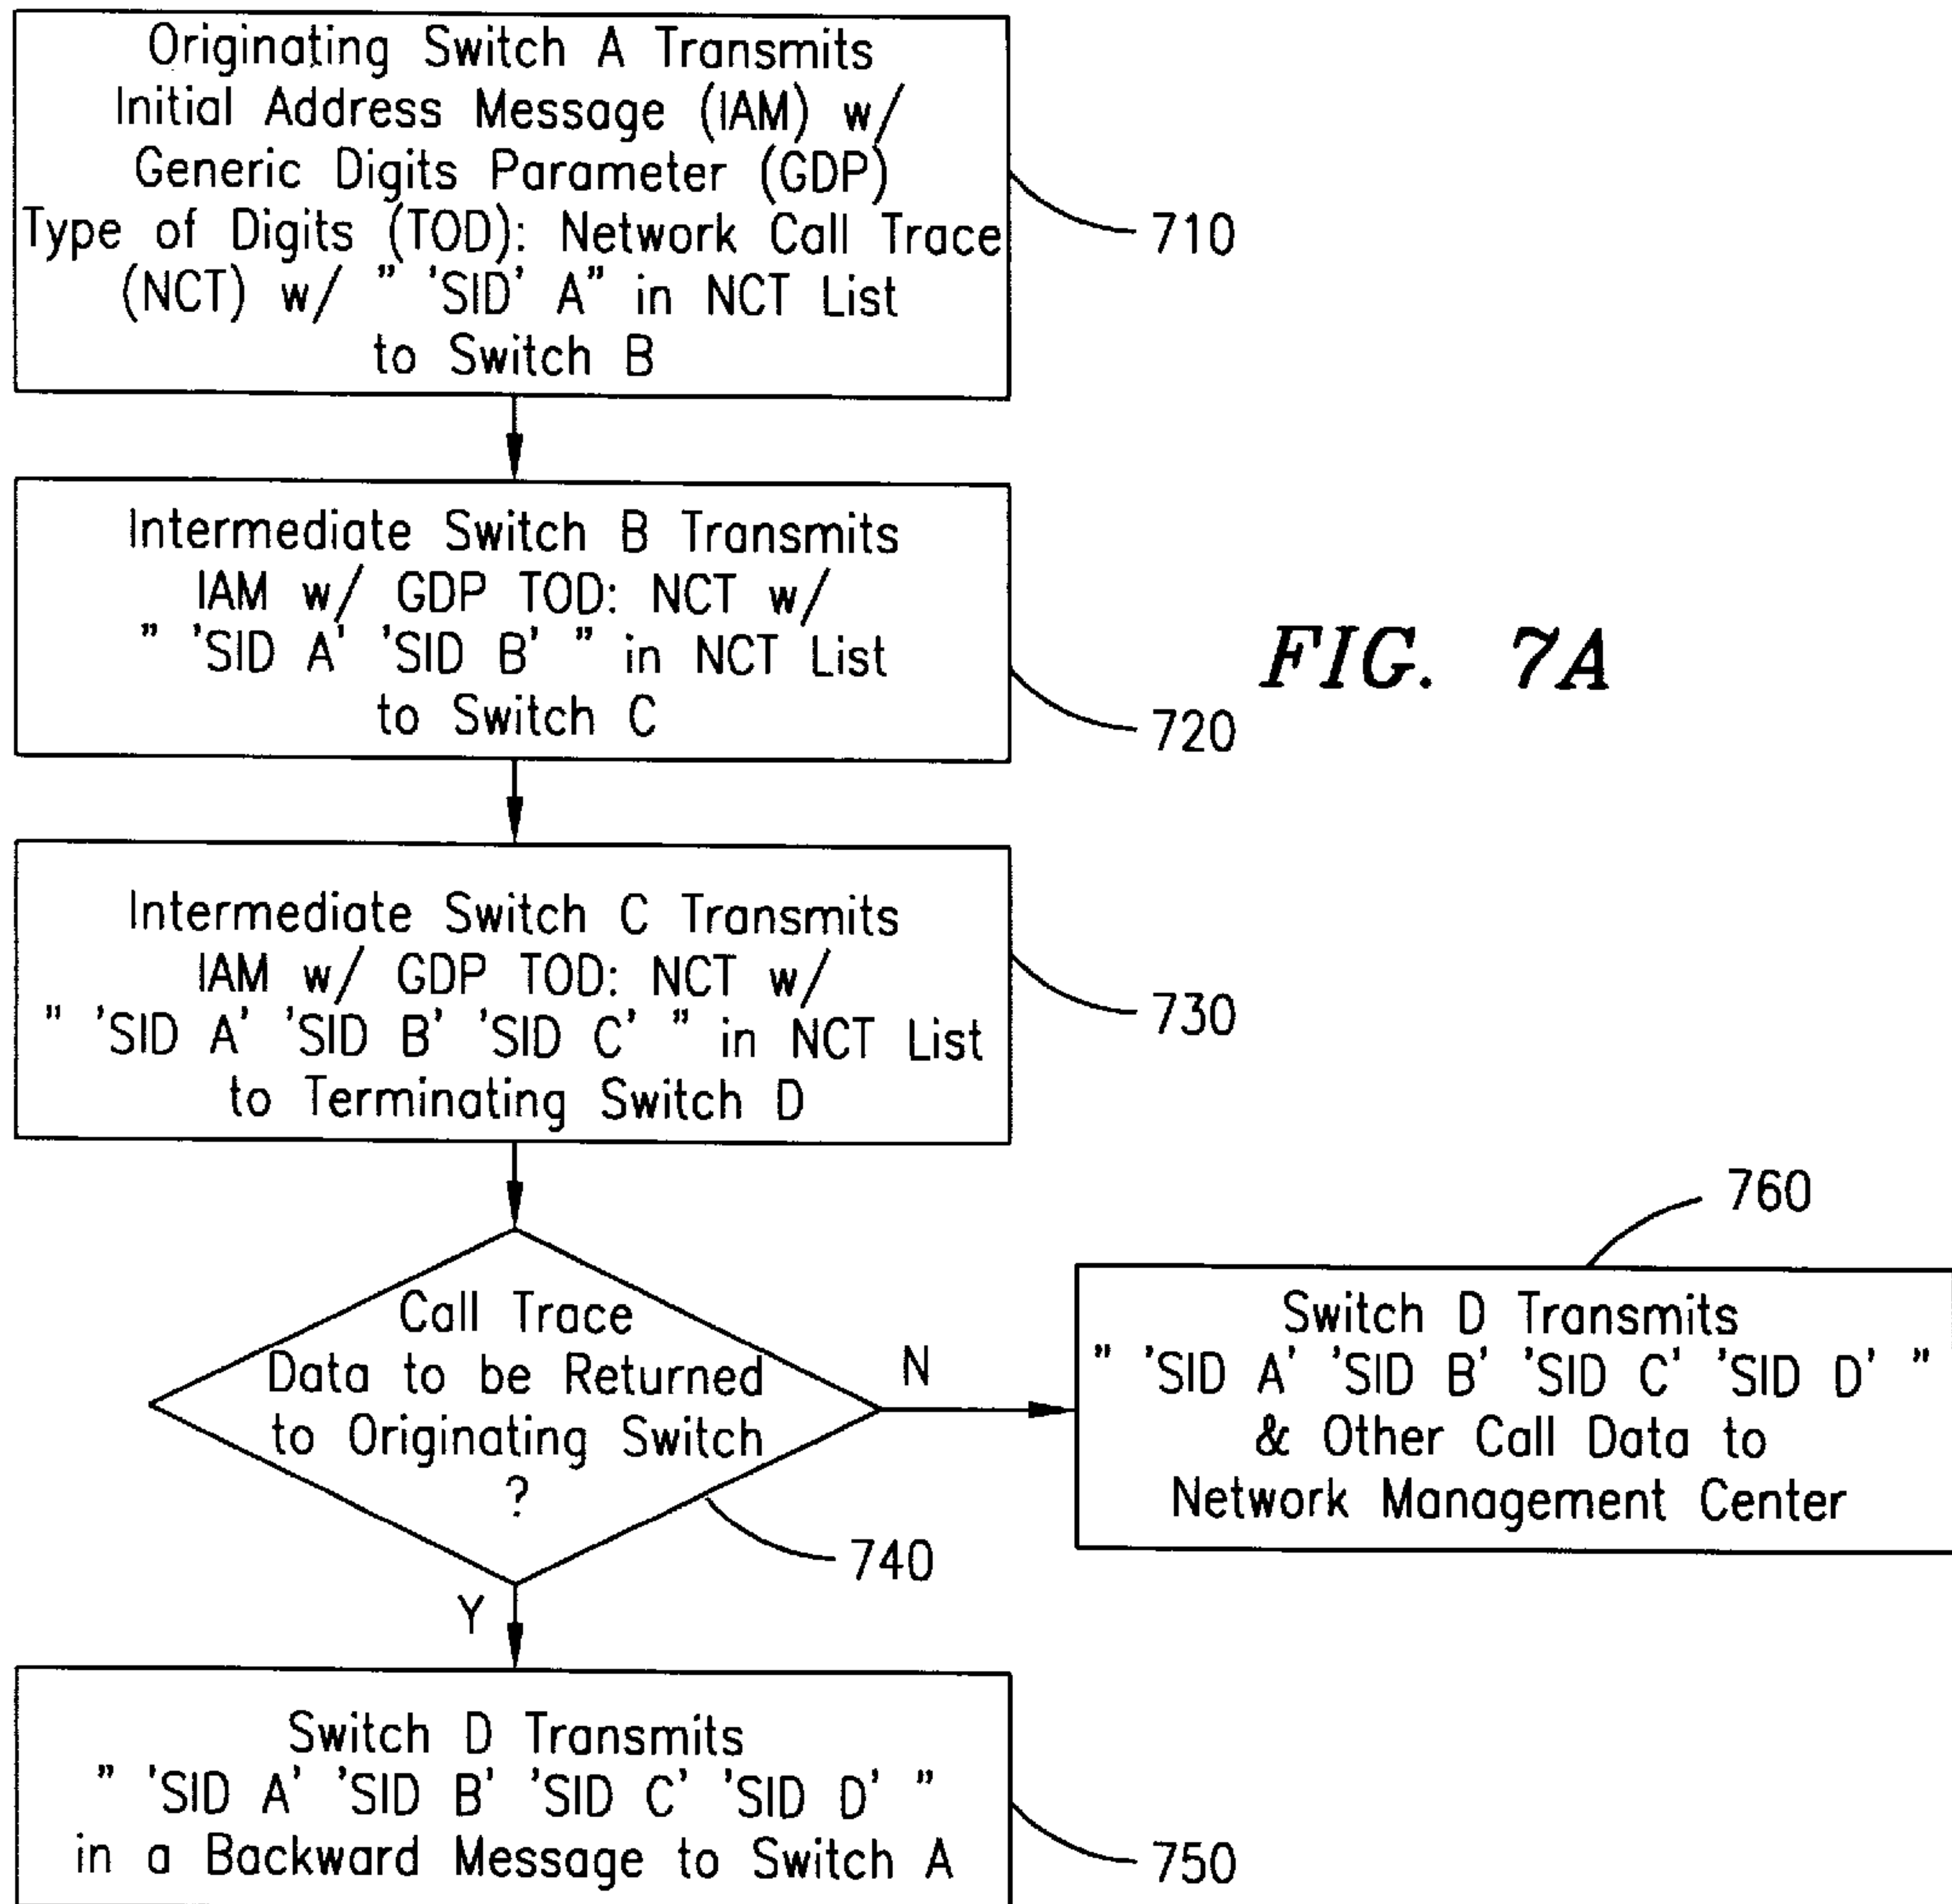 Originating Switch A Transmits
Initial Address Message (IAM) w/
Generic Digits Parameter (GDP)
Type of Digits (TOD): Network Call Trace
(NCT) w/ " 'SID' A" in NCT List
to Switch B
710
Intermediate Switch B Transmits
IAM w/ GDP TOD: NCT w/
" 'SID A' 'SID B' " in NCT List
to Switch C
720
FIG. 7A
Intermediate Switch C Transmits
IAM w/ GDP TOD: NCT w/
" 'SID A' 'SID B' 'SID C' " in NCT List
to Terminating Switch D
730
Call Trace
Data to be Returned
to Originating Switch
?
740
N
760
Switch D Transmits
" 'SID A' 'SID B' 'SID C' 'SID D' "
& Other Call Data to
Network Management Center
Y
Switch D Transmits
" 'SID A' 'SID B' 'SID C' 'SID D' "
in a Backward Message to Switch A
750